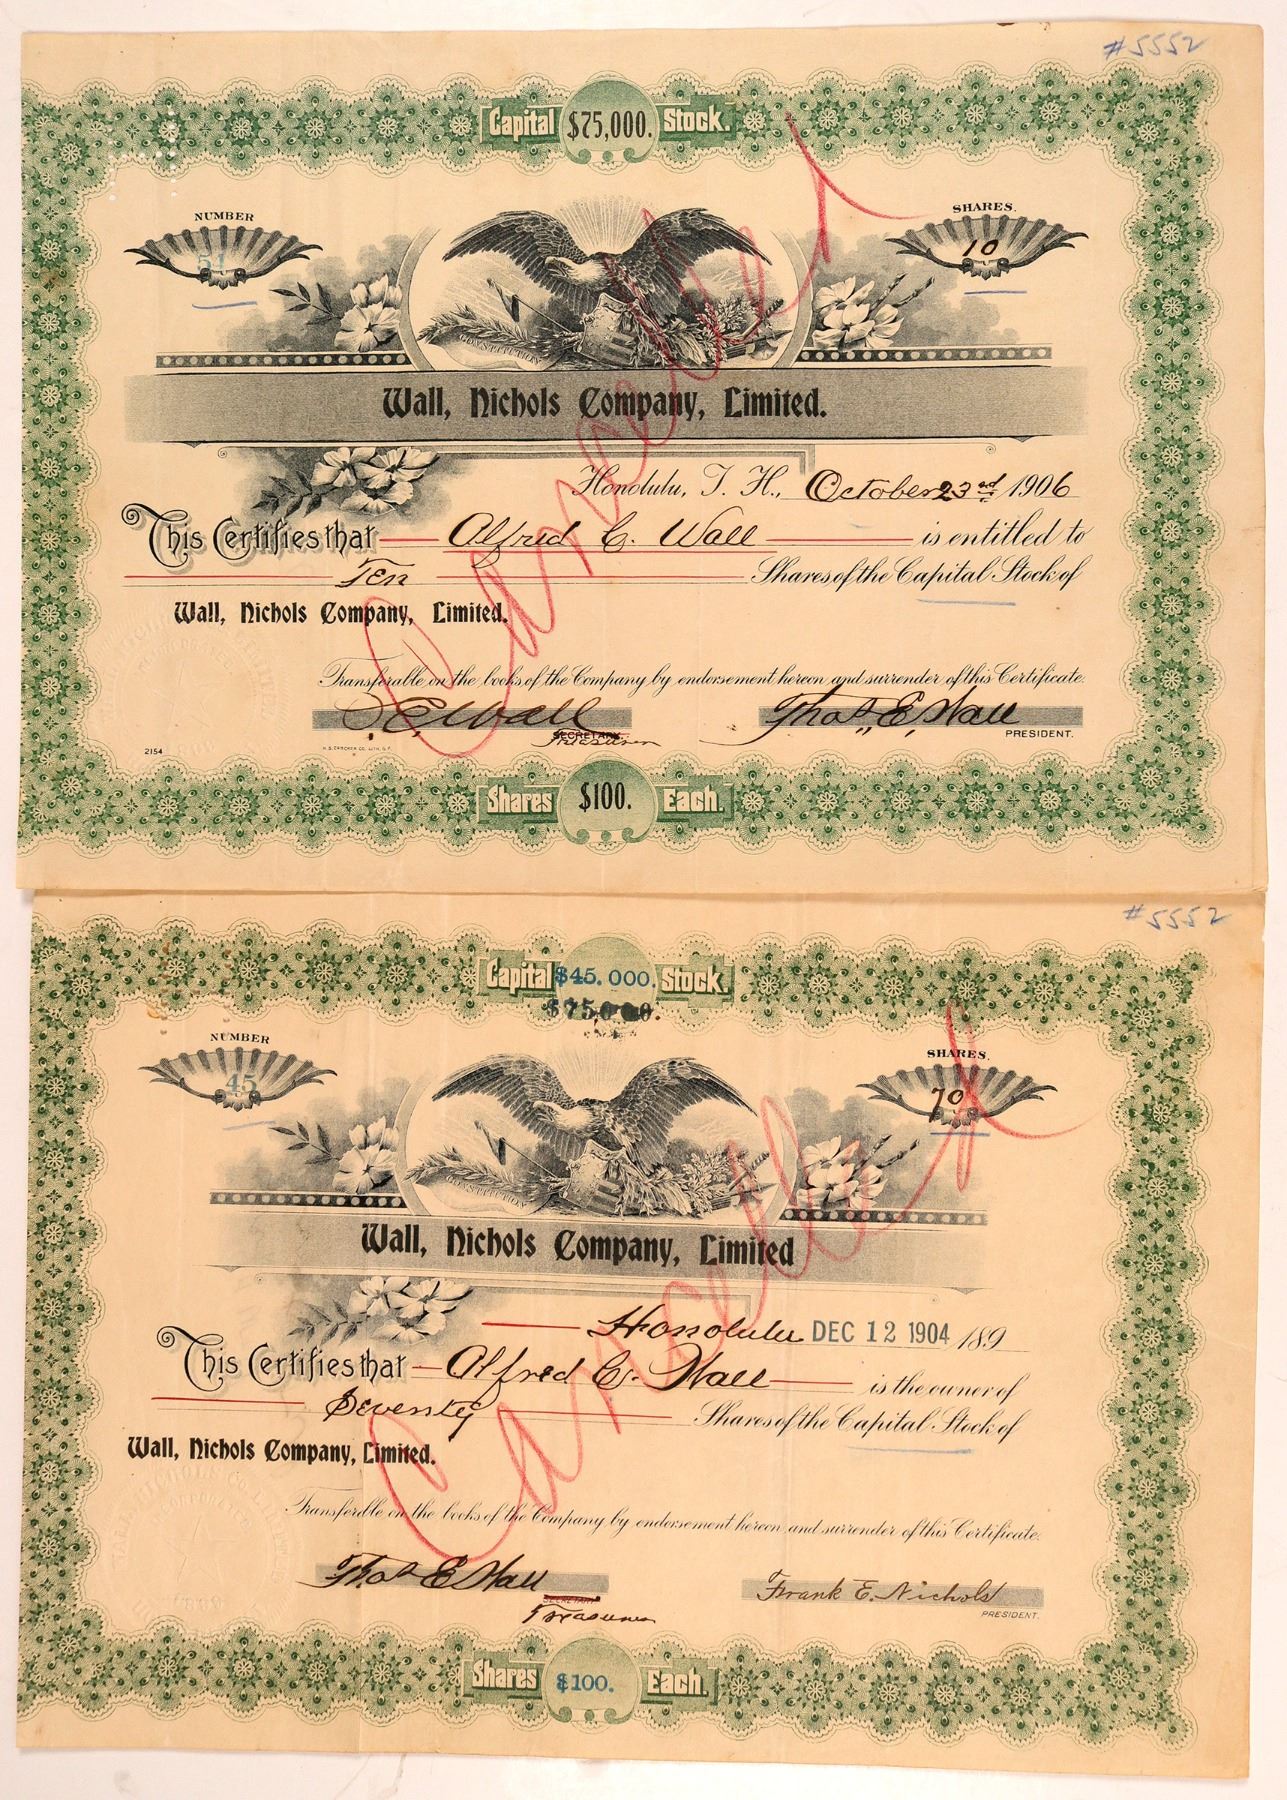 #5552
Capital $75,000. Stock.
NUMBER
51
SHARES.
10
CONSTITUTION
Wall, Nichols Company, Limited.
Honolulu, T. H., October 23rd 1906
This Certifies that Alfred C. Wall is entitled to
Ten Shares of the Capital Stock of
Wall, Nichols Company, Limited.
Transferable on the books of the Company by endorsement hereon and surrender of this Certificate.
Thos. E. Wall
SECRETARY.
Treasurer
PRESIDENT.
2154
H.S. CROCKER CO. LITH. S.F.
Cancelled
Shares $100. Each.
#5552
Capital $45.000. Stock.
$75,000.
NUMBER
45
SHARES.
70
CONSTITUTION
Wall, Nichols Company, Limited
Honolulu DEC 12 1904 189
This Certifies that Alfred C. Wall is the owner of
Seventy Shares of the Capital Stock of
Wall, Nichols Company, Limited.
Transferable on the books of the Company by endorsement hereon and surrender of this Certificate.
Thos E Wall
Frank E. Nichols
SECRETARY
Treasurer
PRESIDENT.
Cancelled
Shares $100. Each.